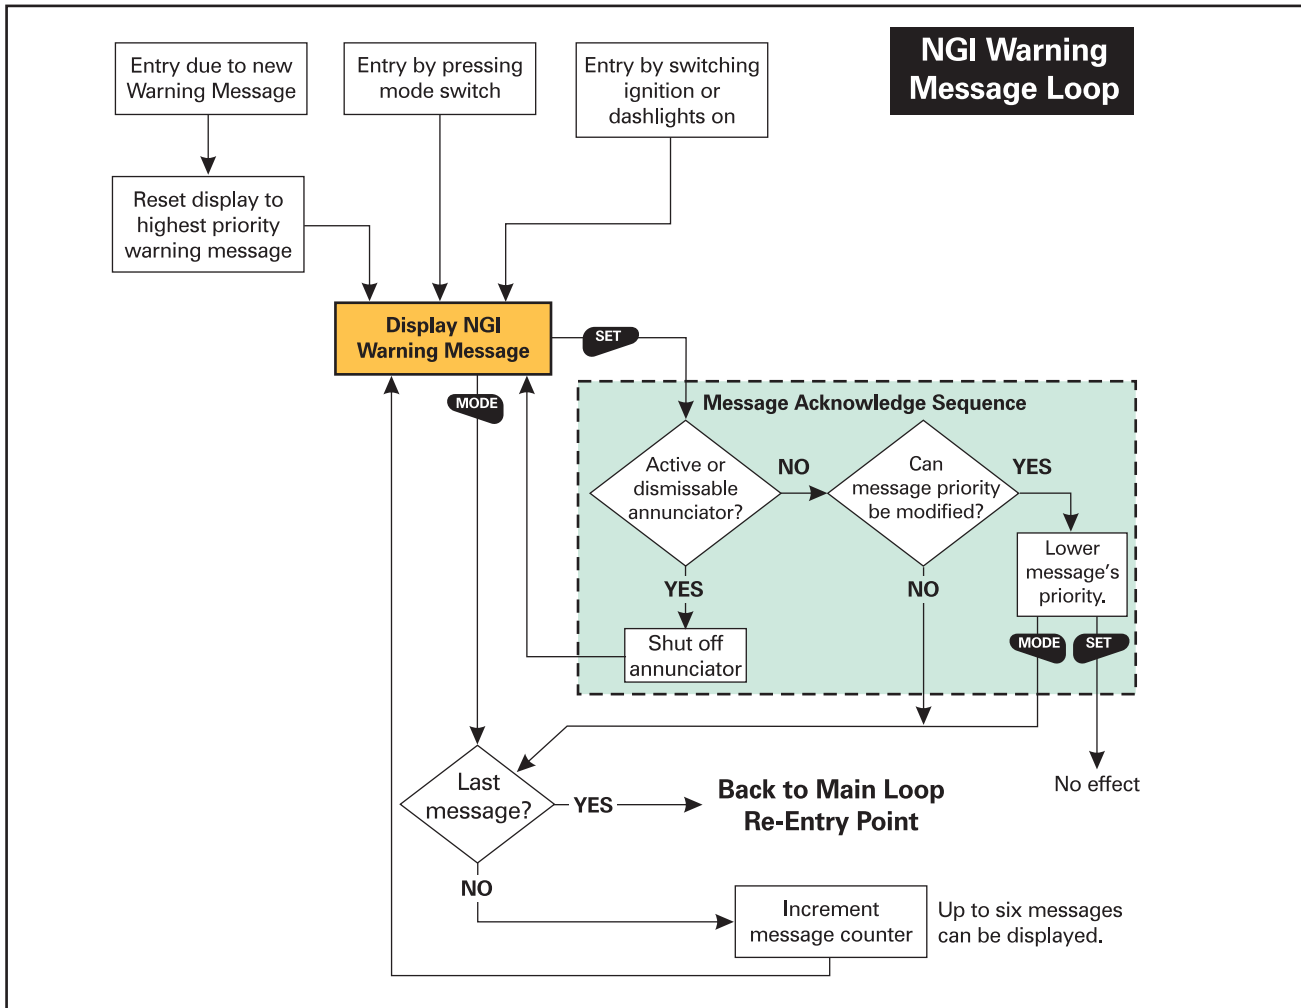 NGI Warning
Message Loop
Entry due to new
Warning Message
Entry by pressing
mode switch
Entry by switching
ignition or
dashlights on
Reset display to
highest priority
warning message
Display NGI
Warning Message
SET
MODE
Message Acknowledge Sequence
Active or
dismissable
annunciator?
NO
Can
message priority
be modified?
YES
Lower
message's
priority.
YES
NO
Shut off
annunciator
MODE
SET
No effect
Last
message?
YES
Back to Main Loop
Re-Entry Point
NO
Increment
message counter
Up to six messages
can be displayed.